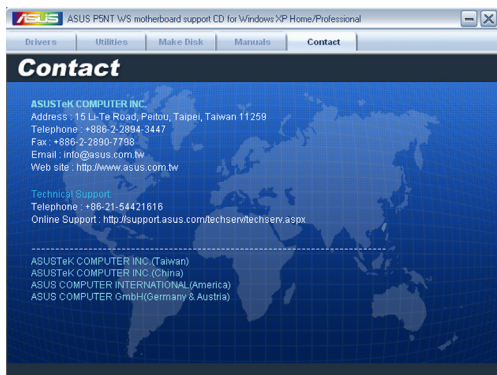 ASUS P5NT WS motherboard support CD for Windows XP Home/Professional
Drivers Utilities Make Disk Manuals Contact
Contact
ASUSTeK COMPUTER INC.
Address : 15 Li-Te Road, Peitou, Taipei, Taiwan 11259
Telephone : +886-2-2894-3447
Fax : +886-2-2890-7798
Email : info@asus.com.tw
Web site : http://www.asus.com.tw
Technical Support
Telephone : +86-21-54421616
Online Support : http://support.asus.com/techserv/techserv.aspx
ASUSTeK COMPUTER INC.(Taiwan)
ASUSTeK COMPUTER INC.(China)
ASUS COMPUTER INTERNATIONAL(America)
ASUS COMPUTER GmbH(Germany & Austria)